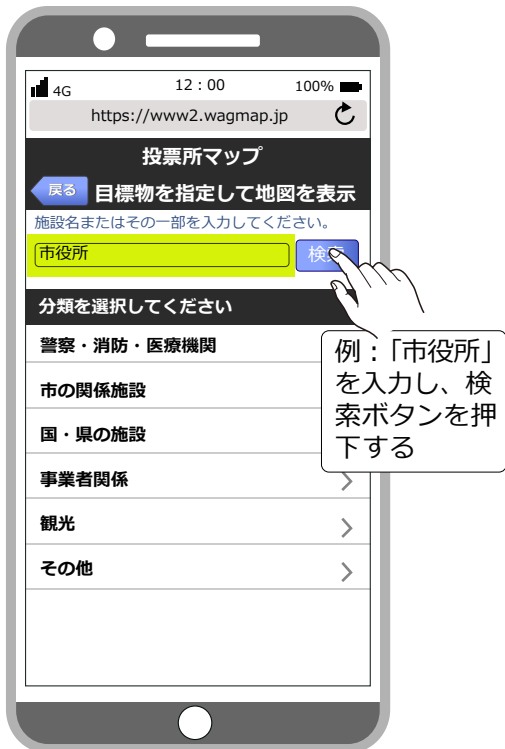 4G 12：00 100%
https://www2.wagmap.jp
投票所マップ
戻る 目標物を指定して地図を表示
施設名またはその一部を入力してください。
市役所 検索
分類を選択してください
警察・消防・医療機関
市の関係施設
国・県の施設
事業者関係
観光
その他
例：「市役所」
を入力し、検
索ボタンを押
下する